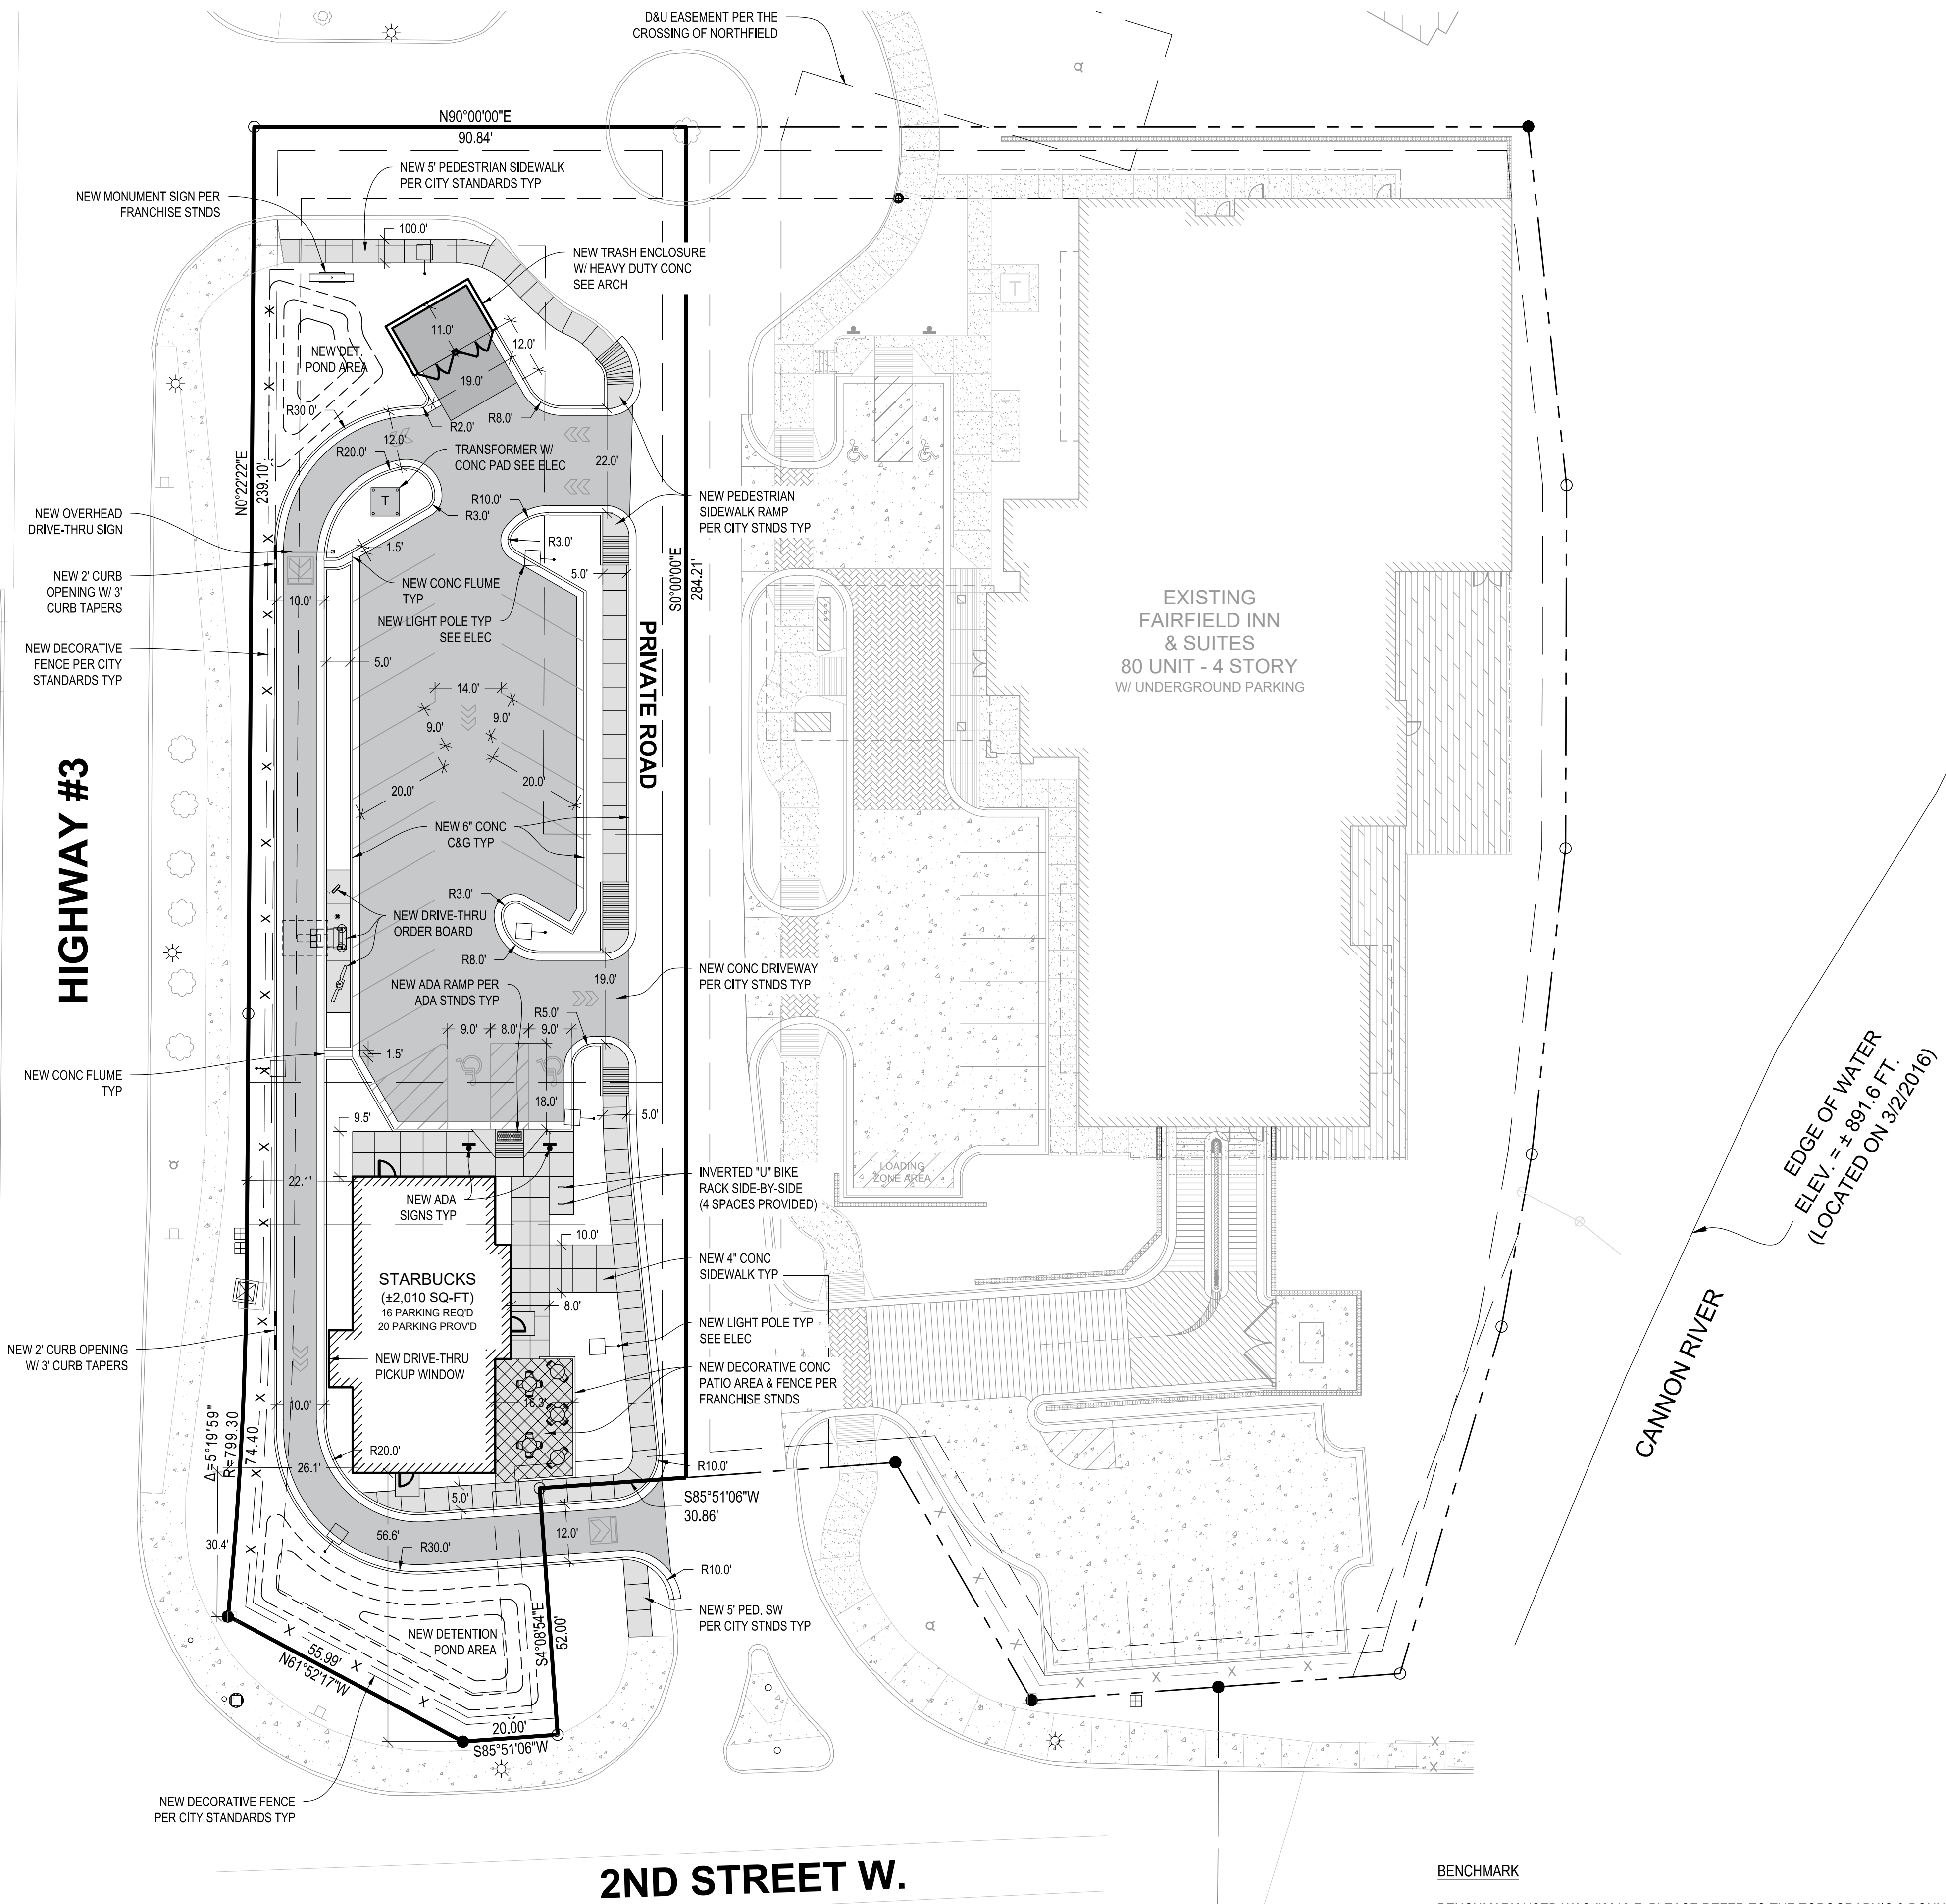 D&U EASEMENT PER THE
CROSSING OF NORTHFIELD
N90°00'00"E
90.84'
NEW 5' PEDESTRIAN SIDEWALK
PER CITY STANDARDS TYP
NEW MONUMENT SIGN PER
FRANCHISE STNDS
100.0'
NEW TRASH ENCLOSURE
W/ HEAVY DUTY CONC
SEE ARCH
T
11.0'
12.0'
NEW DET.
POND AREA
19.0'
R30.0'
R2.0'
R8.0'
12.0'
R20.0'
TRANSFORMER W/
CONC PAD SEE ELEC
22.0'
N0°22'22"E
239.10'
T
R10.0'
R3.0'
NEW PEDESTRIAN
SIDEWALK RAMP
PER CITY STNDS TYP
NEW OVERHEAD
DRIVE-THRU SIGN
R3.0'
1.5'
S0°00'00"E
284.21'
NEW 2' CURB
OPENING W/ 3'
CURB TAPERS
NEW CONC FLUME
TYP
5.0'
10.0'
EXISTING
FAIRFIELD INN
& SUITES
80 UNIT - 4 STORY
W/ UNDERGROUND PARKING
NEW LIGHT POLE TYP
SEE ELEC
NEW DECORATIVE
FENCE PER CITY
STANDARDS TYP
PRIVATE ROAD
5.0'
14.0'
9.0'
9.0'
20.0'
20.0'
HIGHWAY #3
NEW 6" CONC
C&G TYP
R3.0'
NEW DRIVE-THRU
ORDER BOARD
R8.0'
NEW ADA RAMP PER
ADA STNDS TYP
19.0'
NEW CONC DRIVEWAY
PER CITY STNDS TYP
R5.0'
9.0'
8.0'
9.0'
1.5'
NEW CONC FLUME
TYP
18.0'
5.0'
9.5'
EDGE OF WATER
ELEV. = ± 891.6 FT.
(LOCATED ON 3/2/2016)
LOADING
ZONE AREA
INVERTED "U" BIKE
RACK SIDE-BY-SIDE
(4 SPACES PROVIDED)
22.1'
NEW ADA
SIGNS TYP
10.0'
NEW 4" CONC
SIDEWALK TYP
STARBUCKS
(±2,010 SQ-FT)
16 PARKING REQ'D
20 PARKING PROV'D
8.0'
NEW LIGHT POLE TYP
SEE ELEC
NEW 2' CURB OPENING
W/ 3' CURB TAPERS
NEW DRIVE-THRU
PICKUP WINDOW
NEW DECORATIVE CONC
PATIO AREA & FENCE PER
FRANCHISE STNDS
CANNON RIVER
10.0'
16.3'
Δ=5°19'59"
R=799.30
74.40
R20.0'
26.1'
R10.0'
5.0'
S85°51'06"W
30.86'
30.4'
56.6'
12.0'
R30.0'
R10.0'
NEW 5' PED. SW
PER CITY STNDS TYP
NEW DETENTION
POND AREA
S4°08'54"E
52.00'
55.99'
N61°52'17"W
20.00'
S85°51'06"W
NEW DECORATIVE FENCE
PER CITY STANDARDS TYP
2ND STREET W.
BENCHMARK